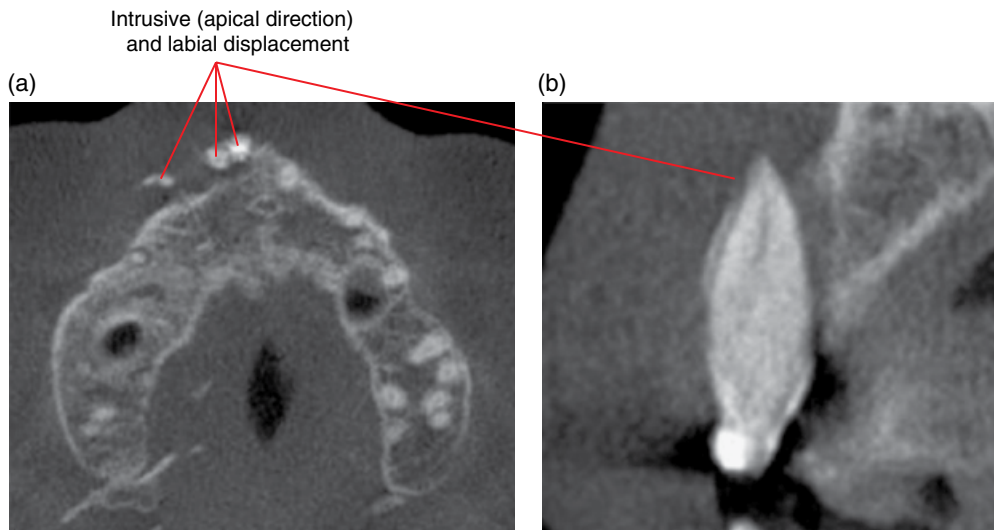 Intrusive (apical direction)
and labial displacement
(a)
(b)